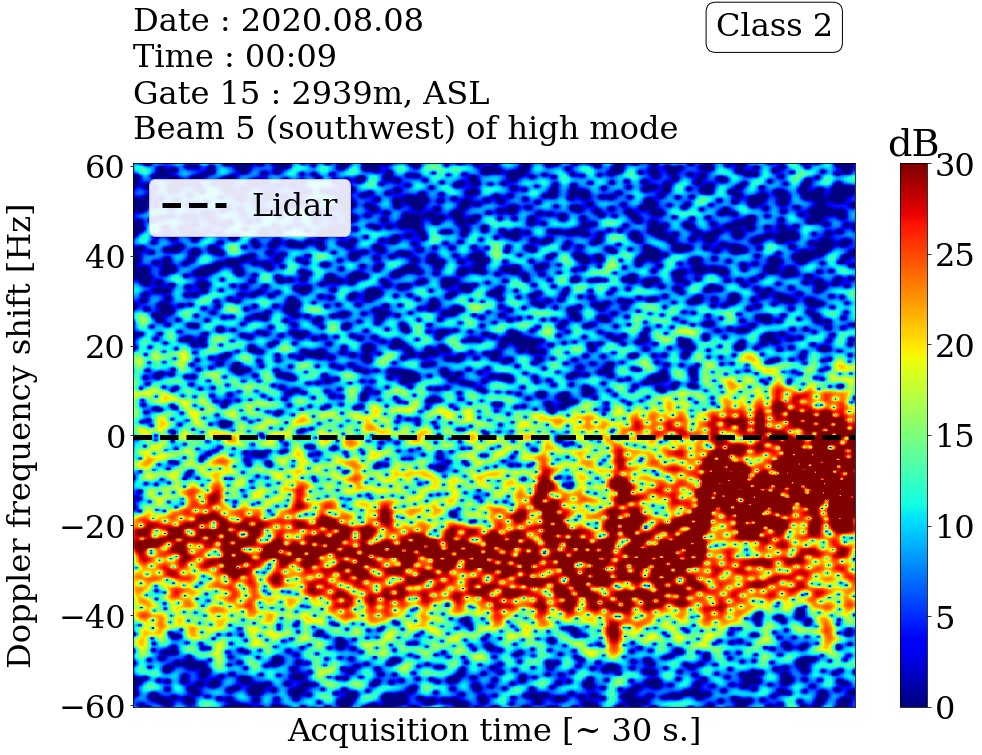 Date : 2020.08.08
Class 2
Time : 00:09
Gate 15 : 2939m, ASL
Beam 5 (southwest) of high mode
dB
Lidar
60
40
20
0
−20
−40
−60
Doppler frequency shift [Hz]
Acquisition time [~ 30 s.]
30
25
20
15
10
5
0